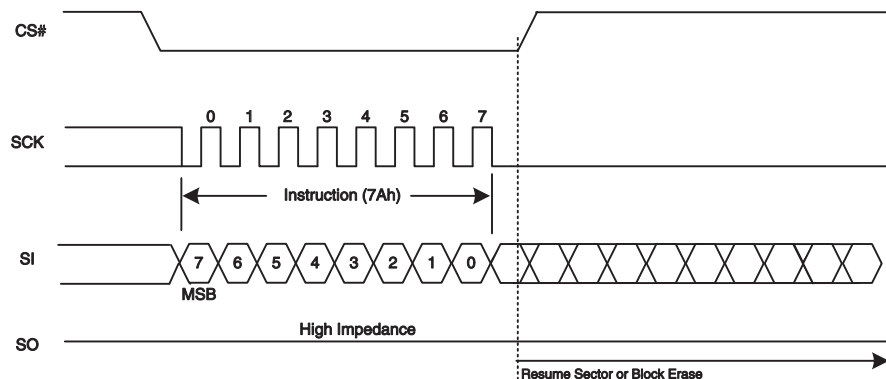 CS#
0 1 2 3 4 5 6 7
SCK
Instruction (7Ah)
SI
7 6 5 4 3 2 1 0
MSB
High Impedance
SO
Resume Sector or Block Erase